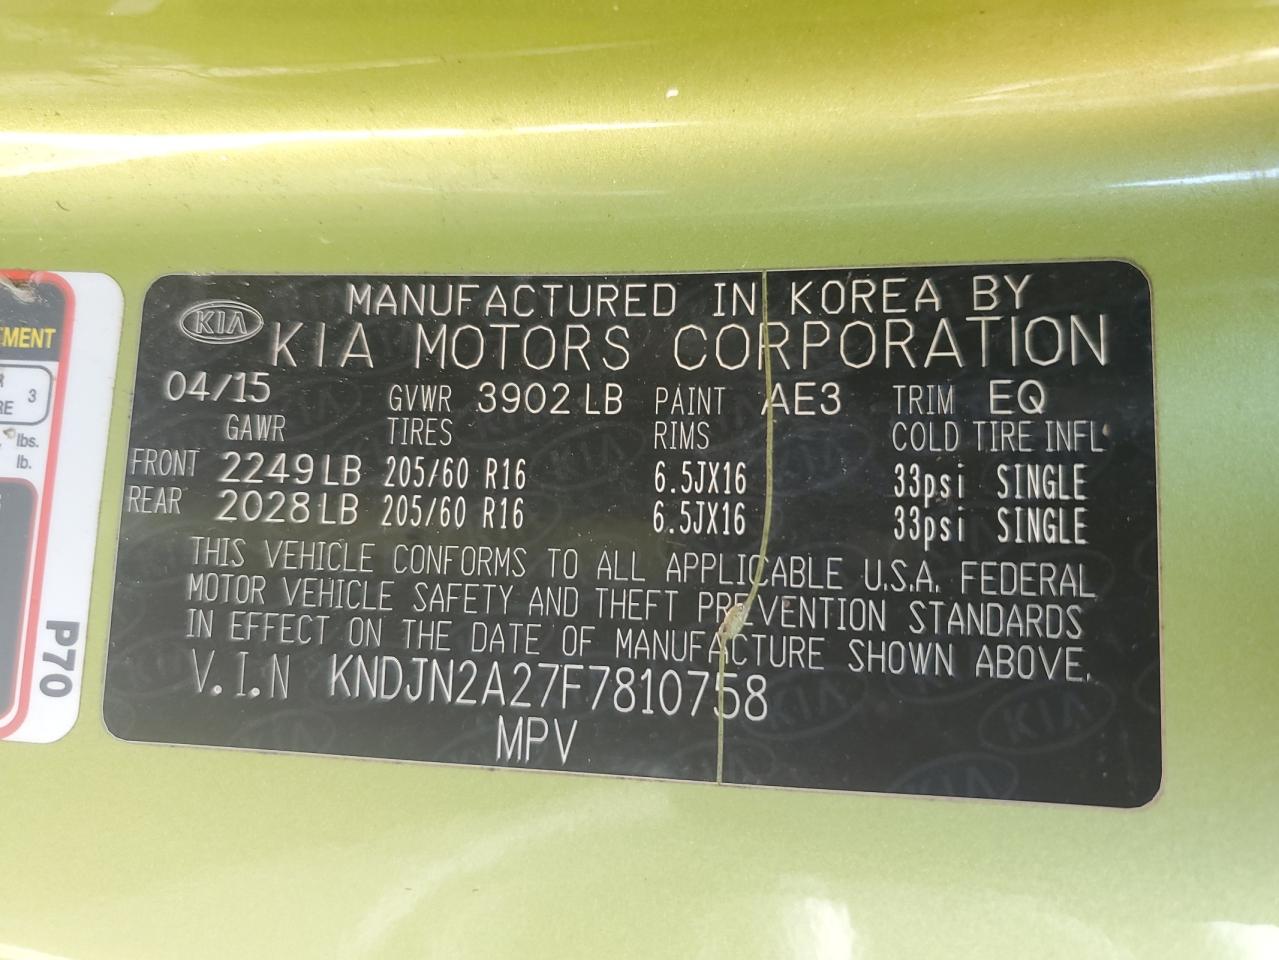 MANUFACTURED IN KOREA BY
KIA KIA MOTORS CORPORATION
04/15 GVWR 3902 LB PAINT AE3 TRIM EQ
GAWR TIRES RIMS COLD TIRE INFL
FRONT 2249 LB 205/60 R16 6.5JX16 33psi SINGLE
REAR 2028 LB 205/60 R16 6.5JX16 33psi SINGLE
THIS VEHICLE CONFORMS TO ALL APPLICABLE U.S.A. FEDERAL
MOTOR VEHICLE SAFETY AND THEFT PREVENTION STANDARDS
IN EFFECT ON THE DATE OF MANUFACTURE SHOWN ABOVE.
V.I.N KNDJN2A27F7810758
MPV
3
lbs.
lb.
P70